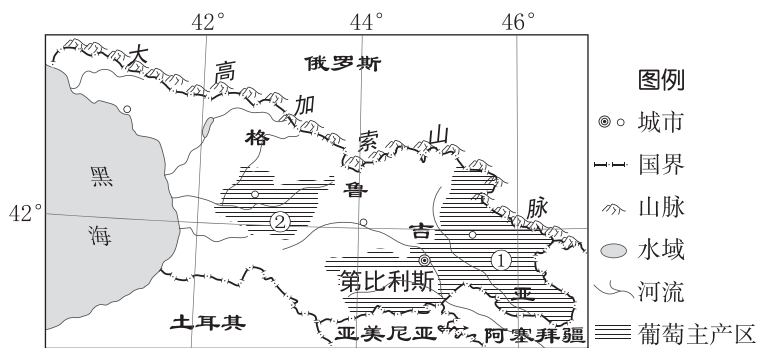 42° 44° 46°
大高加索山脉
俄罗斯
格鲁吉亚
黑海
42°
②
①
第比利斯
土耳其
亚美尼亚
阿塞拜疆
图例
城市
国界
山脉
水域
河流
葡萄主产区